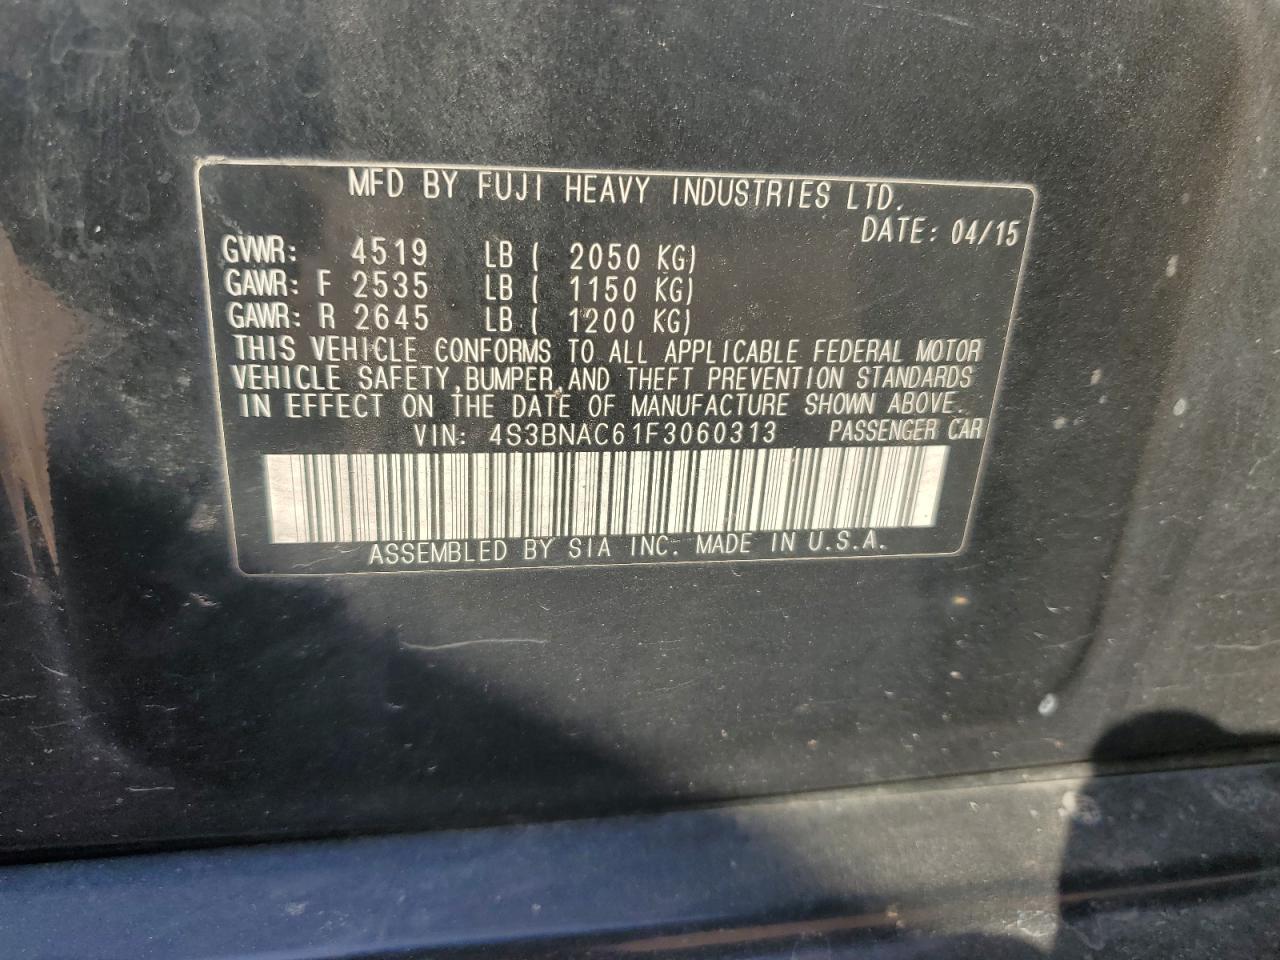 MFD BY FUJI HEAVY INDUSTRIES LTD.
DATE: 04/15
GVWR: 4519 LB ( 2050 KG)
GAWR: F 2535 LB ( 1150 KG)
GAWR: R 2645 LB ( 1200 KG)
THIS VEHICLE CONFORMS TO ALL APPLICABLE FEDERAL MOTOR
VEHICLE SAFETY, BUMPER, AND THEFT PREVENTION STANDARDS
IN EFFECT ON THE DATE OF MANUFACTURE SHOWN ABOVE.
VIN: 4S3BNAC61F3060313 PASSENGER CAR
ASSEMBLED BY SIA INC. MADE IN U.S.A.